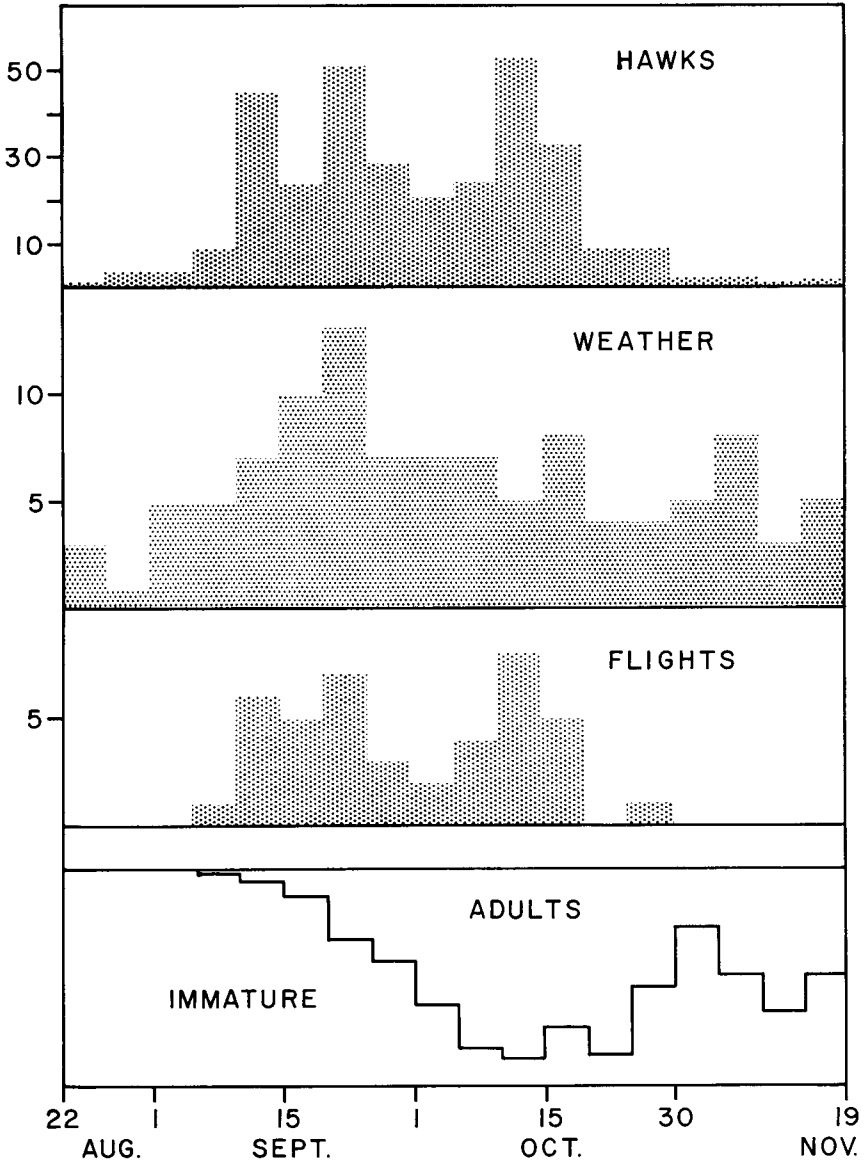 HAWKS
50
30
10
WEATHER
10
5
FLIGHTS
5
ADULTS
IMMATURE
22 1 15 1 15 30 19
AUG. SEPT. OCT. NOV.